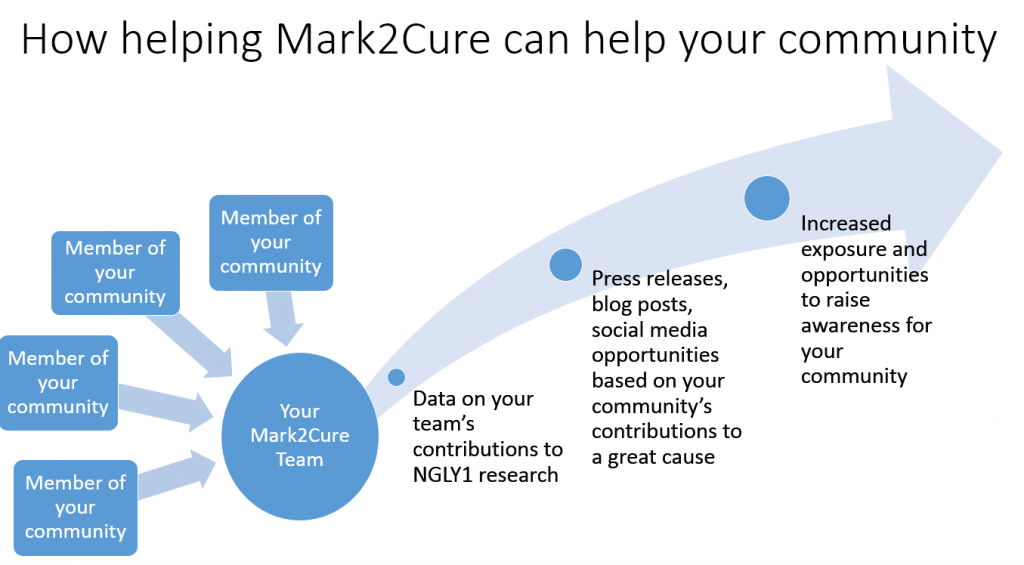 How helping Mark2Cure can help your community
Member of
your
community
Member of
your
community
Member of
your
community
Member of
your
community
Your
Mark2Cure
Team
Data on your
team’s
contributions to
NGLY1 research
Press releases,
blog posts,
social media
opportunities
based on your
community’s
contributions to
a great cause
Increased
exposure and
opportunities
to raise
awareness for
your
community